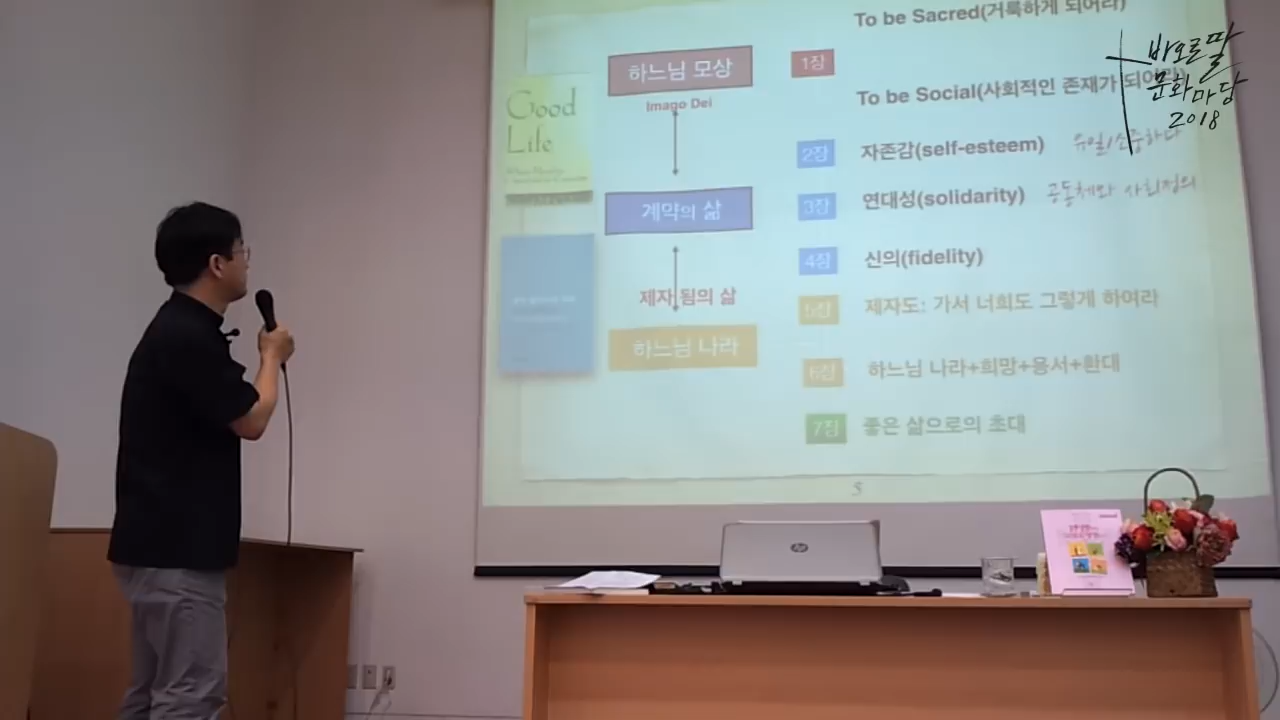 To be Sacred(거룩하게 되어라)
하느님 모상
1장
Imago Dei
To be Social(사회적인 존재가 되어라)
바오로딸
문화마당
2018
Good
Life
2장
자존감(self-esteem)
유일/소중하다
계약의 삶
3장
연대성(solidarity)
공동체와 사회정의
4장
신의(fidelity)
제자 됨의 삶
5장
제자도: 가서 너희도 그렇게 하여라
하느님 나라
6장
하느님 나라+희망+용서+환대
7장
좋은 삶으로의 초대
5
hp